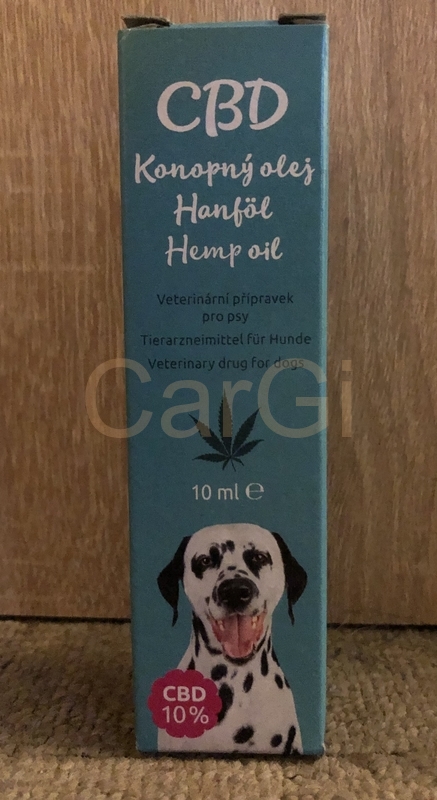 CBD
Konopný olej
Hanföl
Hemp oil
Veterinární přípravek
pro psy
Tierarzneimittel für Hunde
Veterinary drug for dogs
CarGi
10 ml ℮
CBD
10%